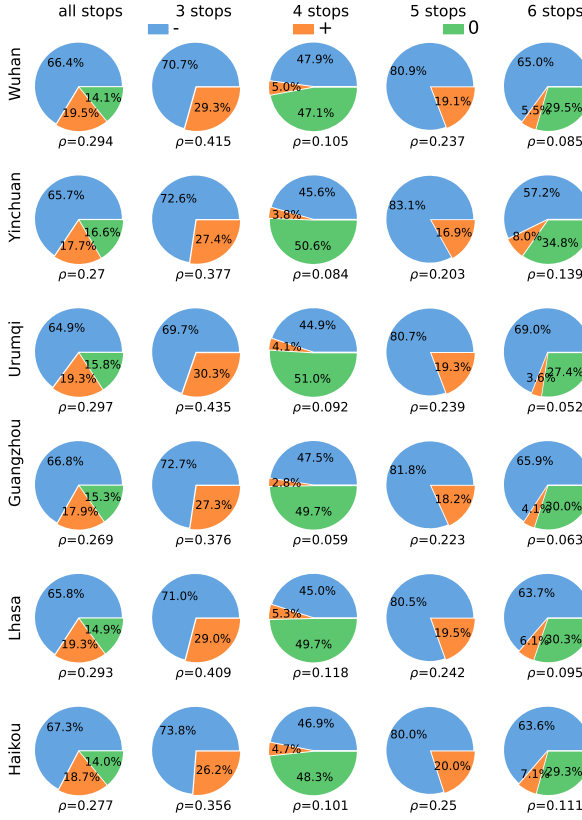 all stops 3 stops 4 stops 5 stops 6 stops
- + 0
Wuhan
66.4% 19.5% 14.1%
70.7% 29.3%
47.9% 5.0% 47.1%
80.9% 19.1%
65.0% 5.5% 29.5%
ρ=0.294 ρ=0.415 ρ=0.105 ρ=0.237 ρ=0.085
Yinchuan
65.7% 17.7% 16.6%
72.6% 27.4%
45.6% 3.8% 50.6%
83.1% 16.9%
57.2% 8.0% 34.8%
ρ=0.27 ρ=0.377 ρ=0.084 ρ=0.203 ρ=0.139
Urumqi
64.9% 19.3% 15.8%
69.7% 30.3%
44.9% 4.1% 51.0%
80.7% 19.3%
69.0% 3.6% 27.4%
ρ=0.297 ρ=0.435 ρ=0.092 ρ=0.239 ρ=0.052
Guangzhou
66.8% 17.9% 15.3%
72.7% 27.3%
47.5% 2.8% 49.7%
81.8% 18.2%
65.9% 4.1% 30.0%
ρ=0.269 ρ=0.376 ρ=0.059 ρ=0.223 ρ=0.063
Lhasa
65.8% 19.3% 14.9%
71.0% 29.0%
45.0% 5.3% 49.7%
80.5% 19.5%
63.7% 6.1% 30.3%
ρ=0.293 ρ=0.409 ρ=0.118 ρ=0.242 ρ=0.095
Haikou
67.3% 18.7% 14.0%
73.8% 26.2%
46.9% 4.7% 48.3%
80.0% 20.0%
63.6% 7.1% 29.3%
ρ=0.277 ρ=0.356 ρ=0.101 ρ=0.25 ρ=0.111